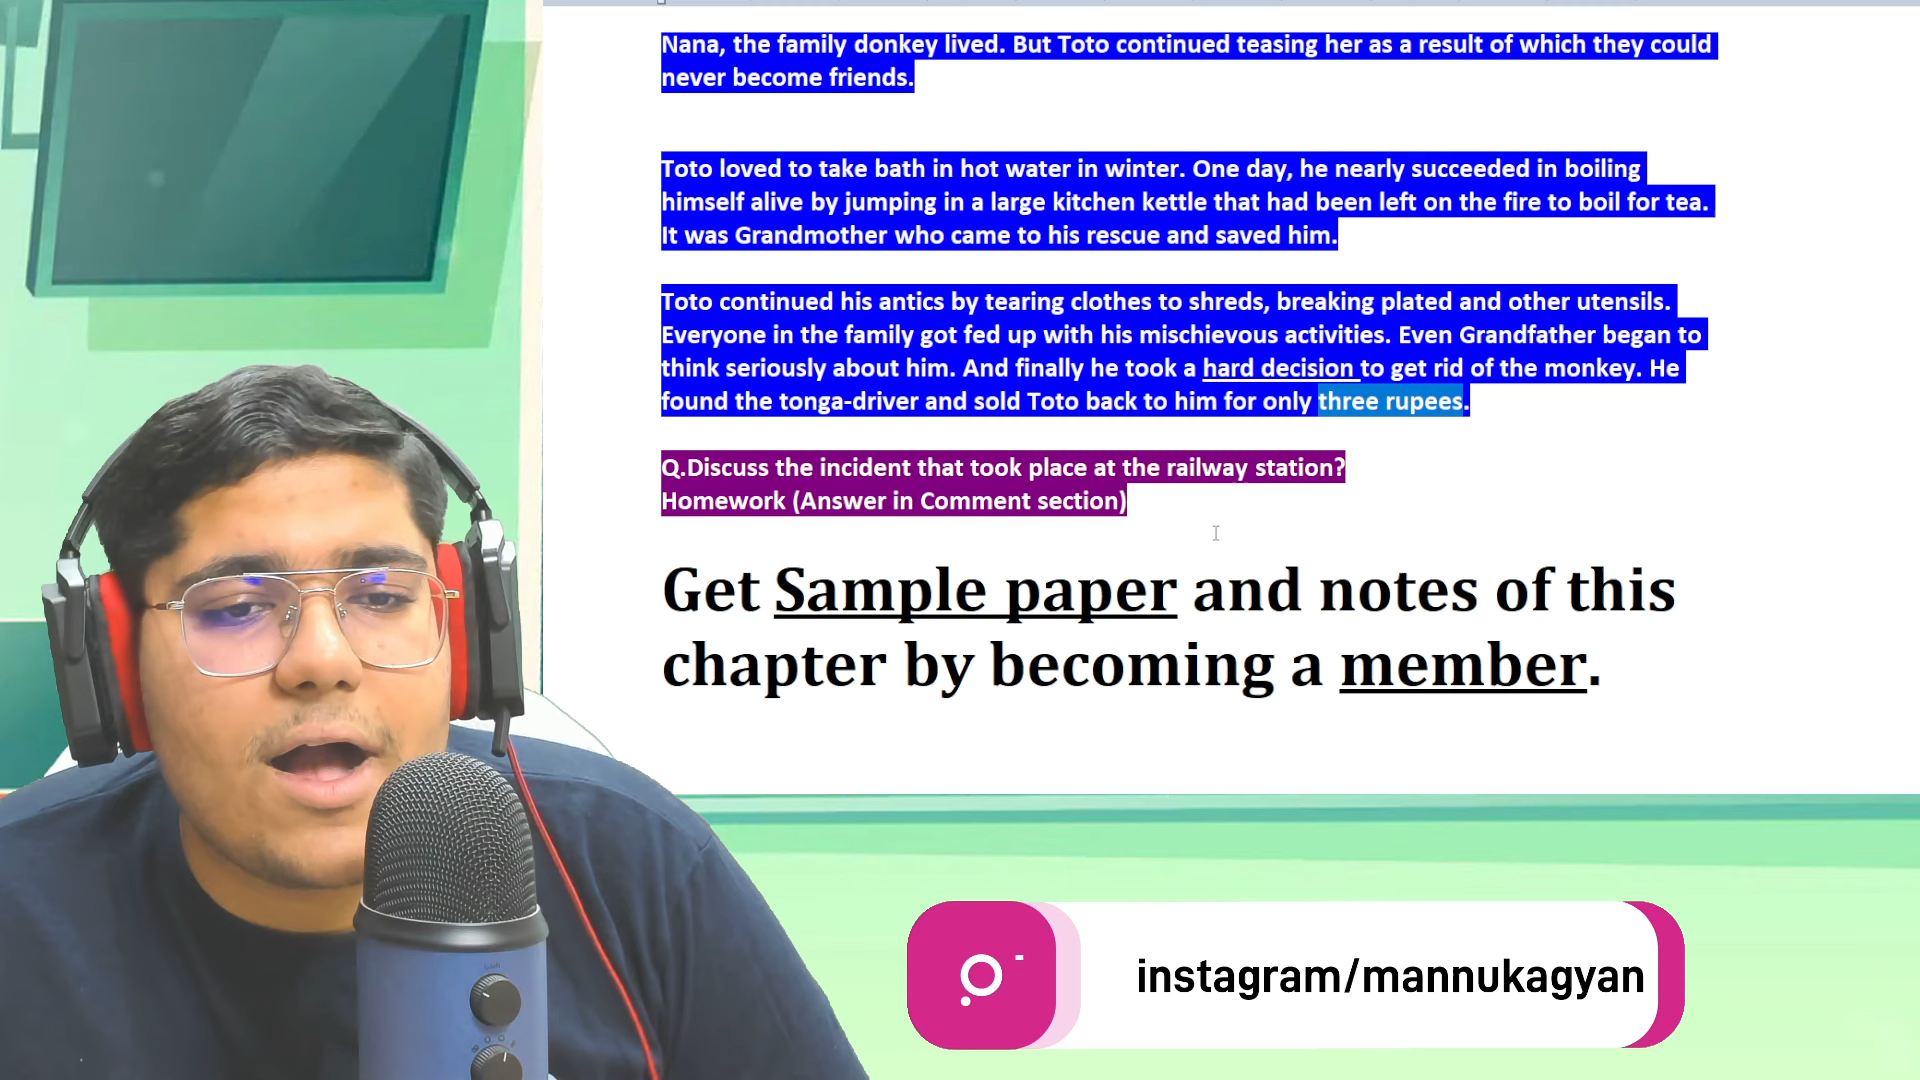 Nana, the family donkey lived. But Toto continued teasing her as a result of which they could
never become friends.
Toto loved to take bath in hot water in winter. One day, he nearly succeeded in boiling
himself alive by jumping in a large kitchen kettle that had been left on the fire to boil for tea.
It was Grandmother who came to his rescue and saved him.
Toto continued his antics by tearing clothes to shreds, breaking plated and other utensils.
Everyone in the family got fed up with his mischievous activities. Even Grandfather began to
think seriously about him. And finally he took a hard decision to get rid of the monkey. He
found the tonga-driver and sold Toto back to him for only three rupees.
Q.Discuss the incident that took place at the railway station?
Homework (Answer in Comment section)
Get Sample paper and notes of this
chapter by becoming a member.
instagram/mannukagyan